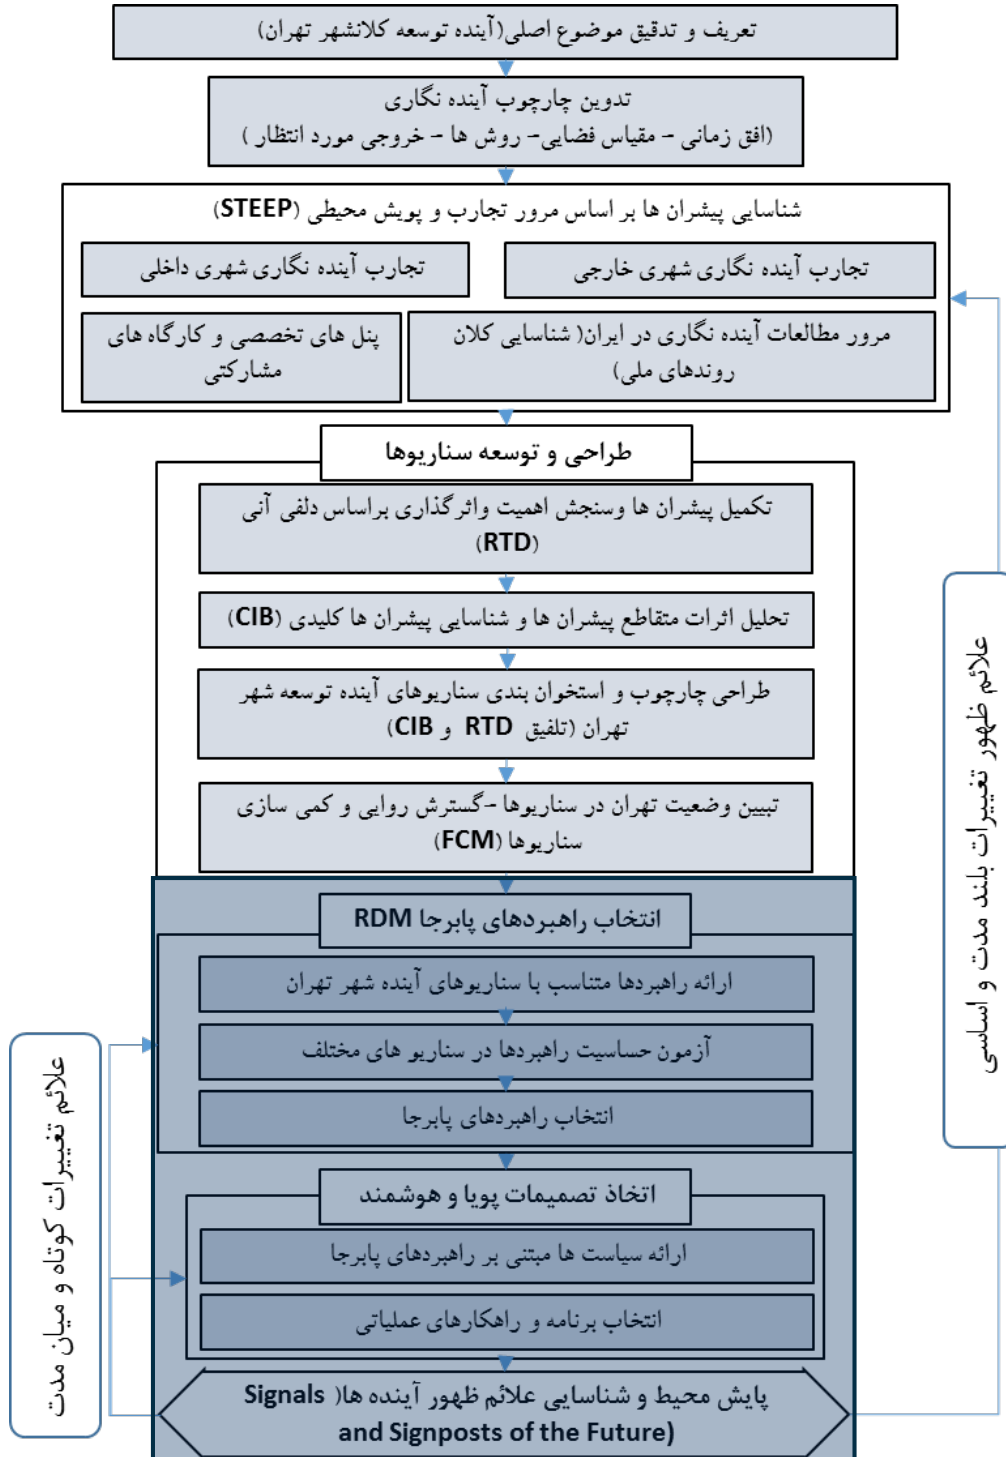 تعریف و تدقیق موضوع اصلی(آینده توسعه کلانشهر تهران)
تدوین چارچوب آینده نگاری
(افق زمانی – مقیاس فضایی– روش ها – خروجی مورد انتظار )
شناسایی پیشران ها بر اساس مرور تجارب و پویش محیطی (STEEP)
تجارب آینده نگاری شهری خارجی
تجارب آینده نگاری شهری داخلی
مرور مطالعات آینده نگاری در ایران( شناسایی کلان
روندهای ملی)
پنل های تخصصی و کارگاه های
مشارکتی
طراحی و توسعه سناریوها
تکمیل پیشران ها وسنجش اهمیت واثرگذاری براساس دلفی آنی
(RTD)
تحلیل اثرات متقاطع پیشران ها و شناسایی پیشران ها کلیدی (CIB)
طراحی چارچوب و استخوان بندی سناریوهای آینده توسعه شهر
تهران (تلفیق RTD و CIB)
تبیین وضعیت تهران در سناریوها –گسترش روایی و کمی سازی
سناریوها (FCM)
انتخاب راهبردهای پابرجا RDM
ارائه راهبردها متناسب با سناریوهای آینده شهر تهران
آزمون حساسیت راهبردها در سناریو های مختلف
انتخاب راهبردهای پابرجا
اتخاذ تصمیمات پویا و هوشمند
ارائه سیاست ها مبتنی بر راهبردهای پابرجا
انتخاب برنامه و راهکارهای عملیاتی
پایش محیط و شناسایی علائم ظهور آینده ها( Signals
and Signposts of the Future)
علائم ظهور تغییرات بلند مدت و اساسی
علائم تغییرات کوتاه و میان مدت